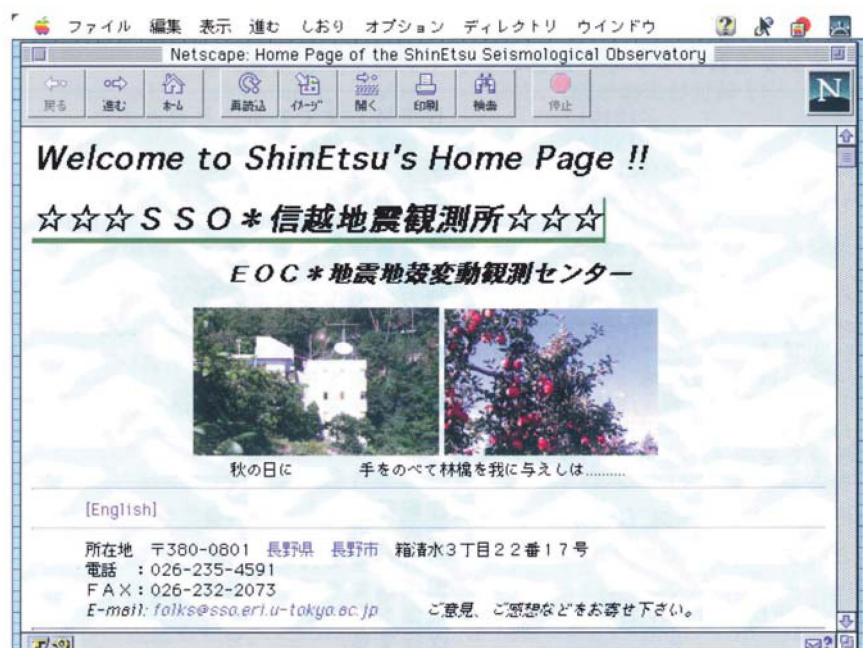 ファイル 編集 表示 進む しおり オプション ディレクトリ ウインドウ
Netscape: Home Page of the ShinEtsu Seismological Observatory
戻る 進む ホーム 再読込 イメージ 開く 印刷 検索 停止
N
Welcome to ShinEtsu's Home Page !!
☆☆☆ＳＳＯ＊信越地震観測所☆☆☆
ＥＯＣ＊地震地殻変動観測センター
秋の日に 手をのべて林檎を我に与えしは..........
[English]
所在地 〒380-0801 長野県 長野市 箱清水３丁目２２番１７号
電話 ：026-235-4591
ＦＡＸ：026-232-2073
E-mail: folks@sso.eri.u-tokyo.ac.jp ご意見、ご感想などをお寄せ下さい。